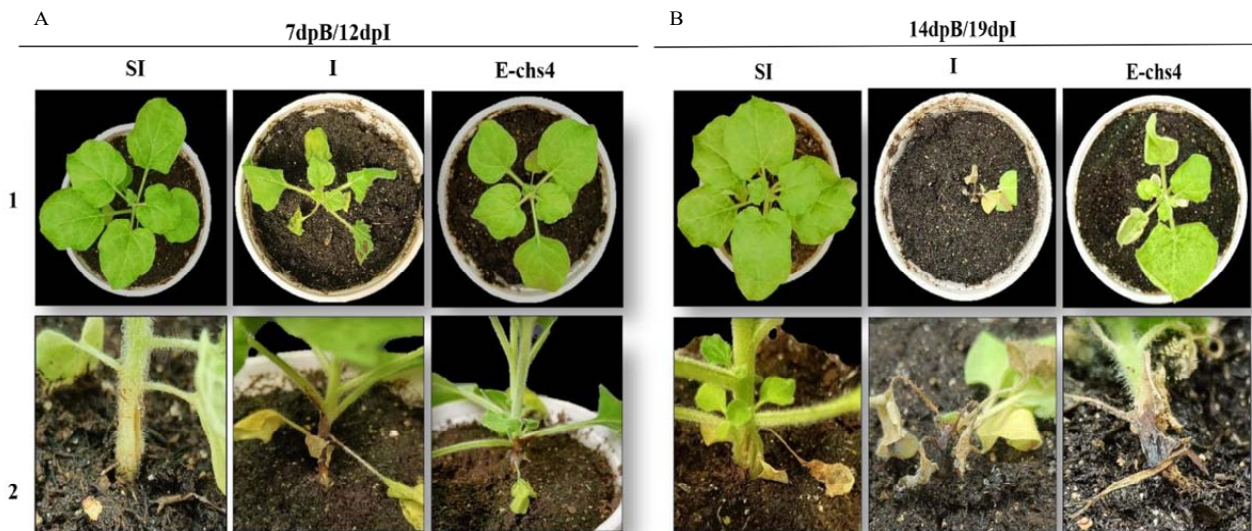 A
7dpB/12dpI
SI I E-chs4
B
14dpB/19dpI
SI I E-chs4
1
2